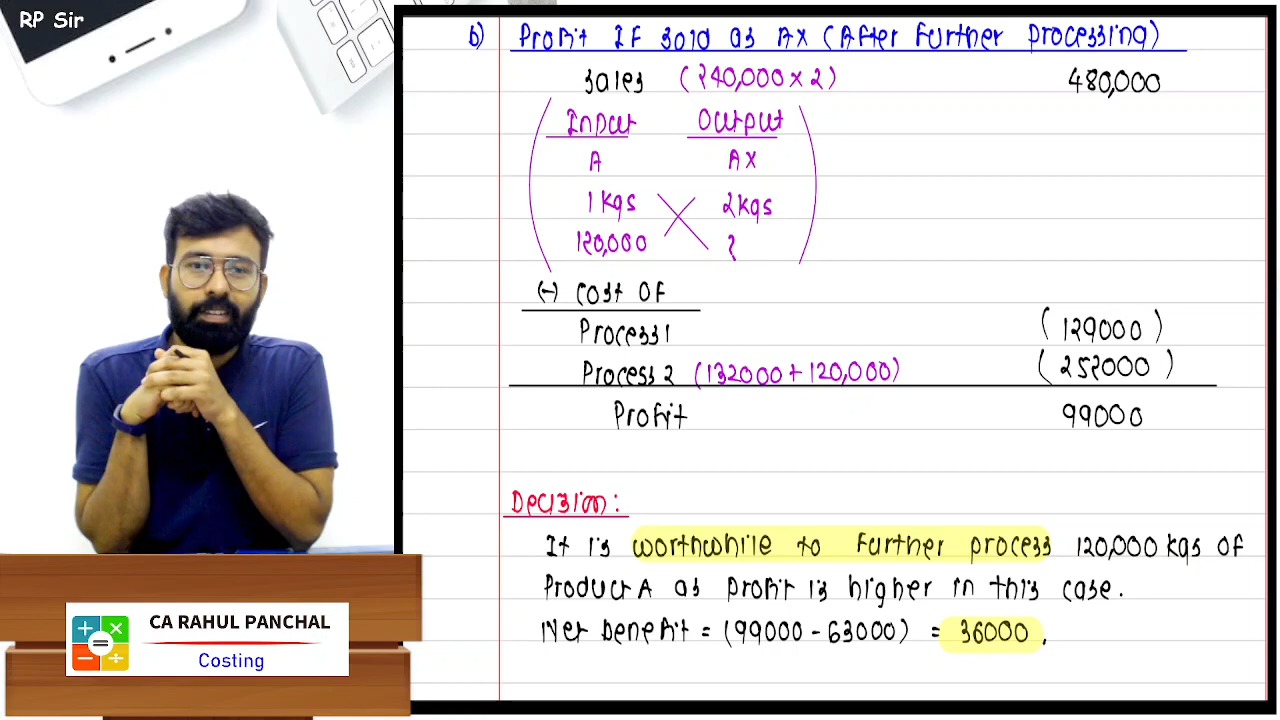 RP Sir
b) Profit If sold as AX (After Further Processing)
Sales (240,000 × 2) 480,000
Input Output
A AX
1 kgs 2kgs
120,000 ?
(-) Cost OF
Process 1 (129000)
Process 2 (132000 + 120,000) (252000)
Profit 99000
Decision:
It is worthwhile to Further process 120,000 kgs of
Product A as Profit is higher in this case.
Net Benefit = (99000 - 63000) = 36000.
CA RAHUL PANCHAL
Costing